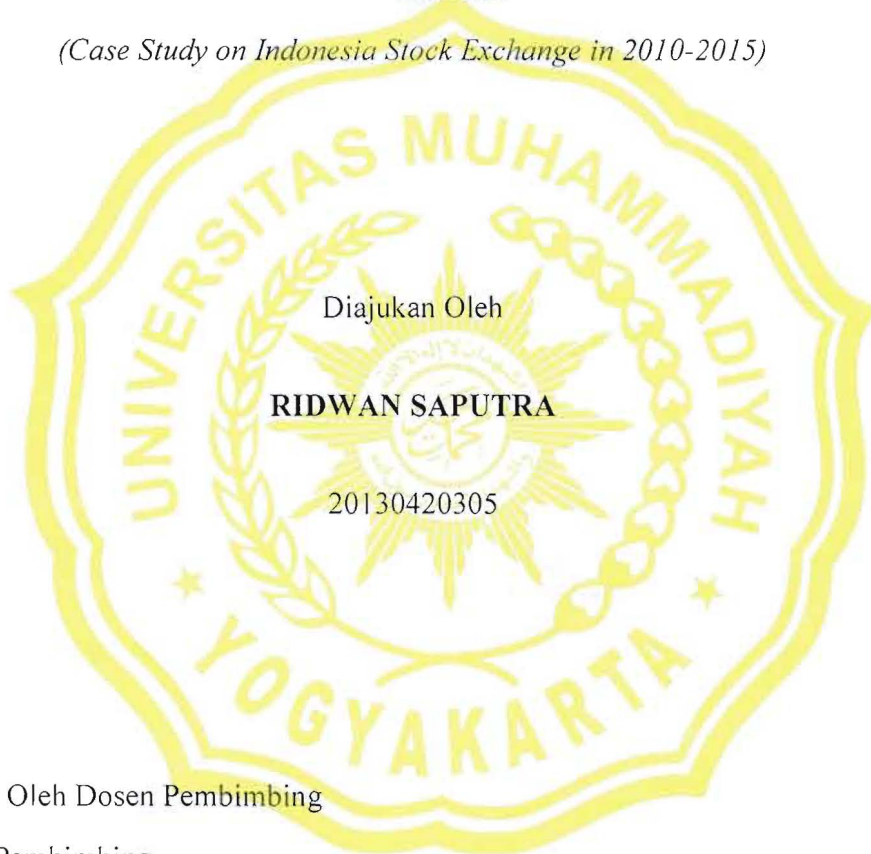 (Case Study on Indonesia Stock Exchange in 2010-2015)
UNIVERSITAS MUHAMMADIYAH
Diajukan Oleh
RIDWAN SAPUTRA
20130420305
YOGYAKARTA
Oleh Dosen Pembimbing